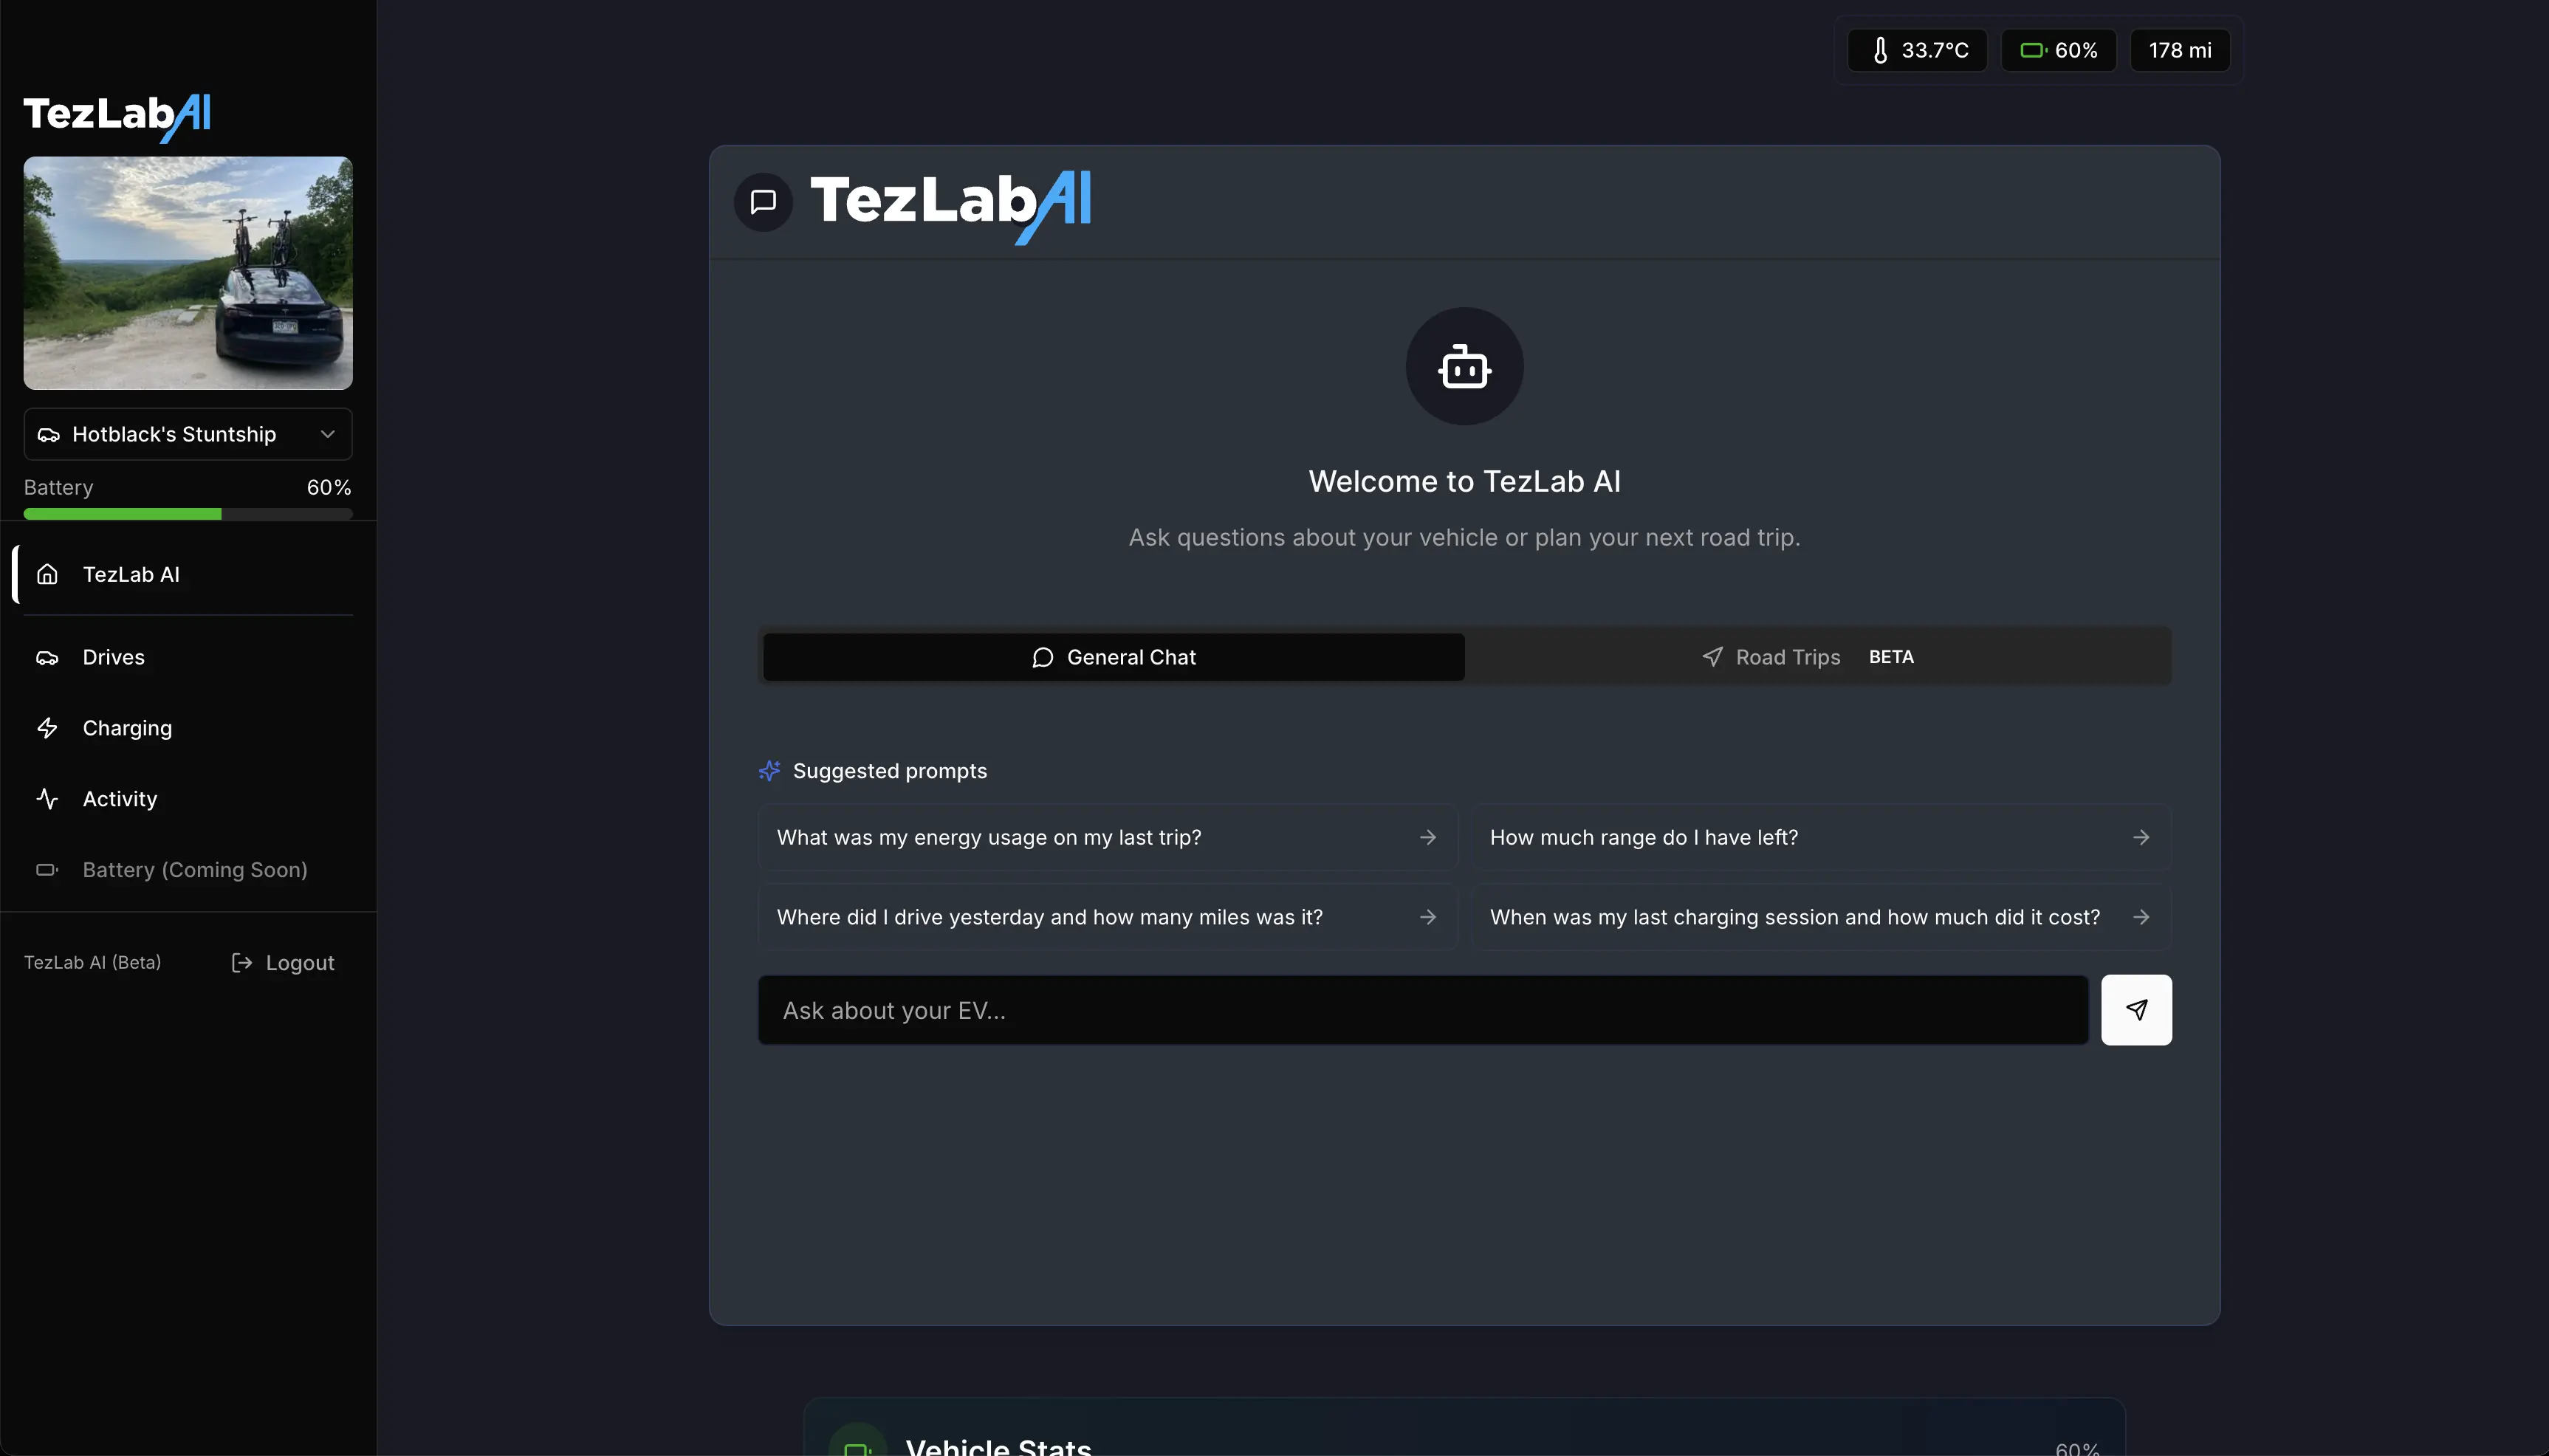 33.7°C
60%
178 mi
TezLabAI
Hotblack's Stuntship
Battery
60%
TezLab AI
Drives
Charging
Activity
Battery (Coming Soon)
TezLab AI (Beta)
Logout
TezLabAI
Welcome to TezLab AI
Ask questions about your vehicle or plan your next road trip.
General Chat
Road Trips
BETA
Suggested prompts
What was my energy usage on my last trip?
How much range do I have left?
Where did I drive yesterday and how many miles was it?
When was my last charging session and how much did it cost?
Ask about your EV...
Vehicle Stats
60%